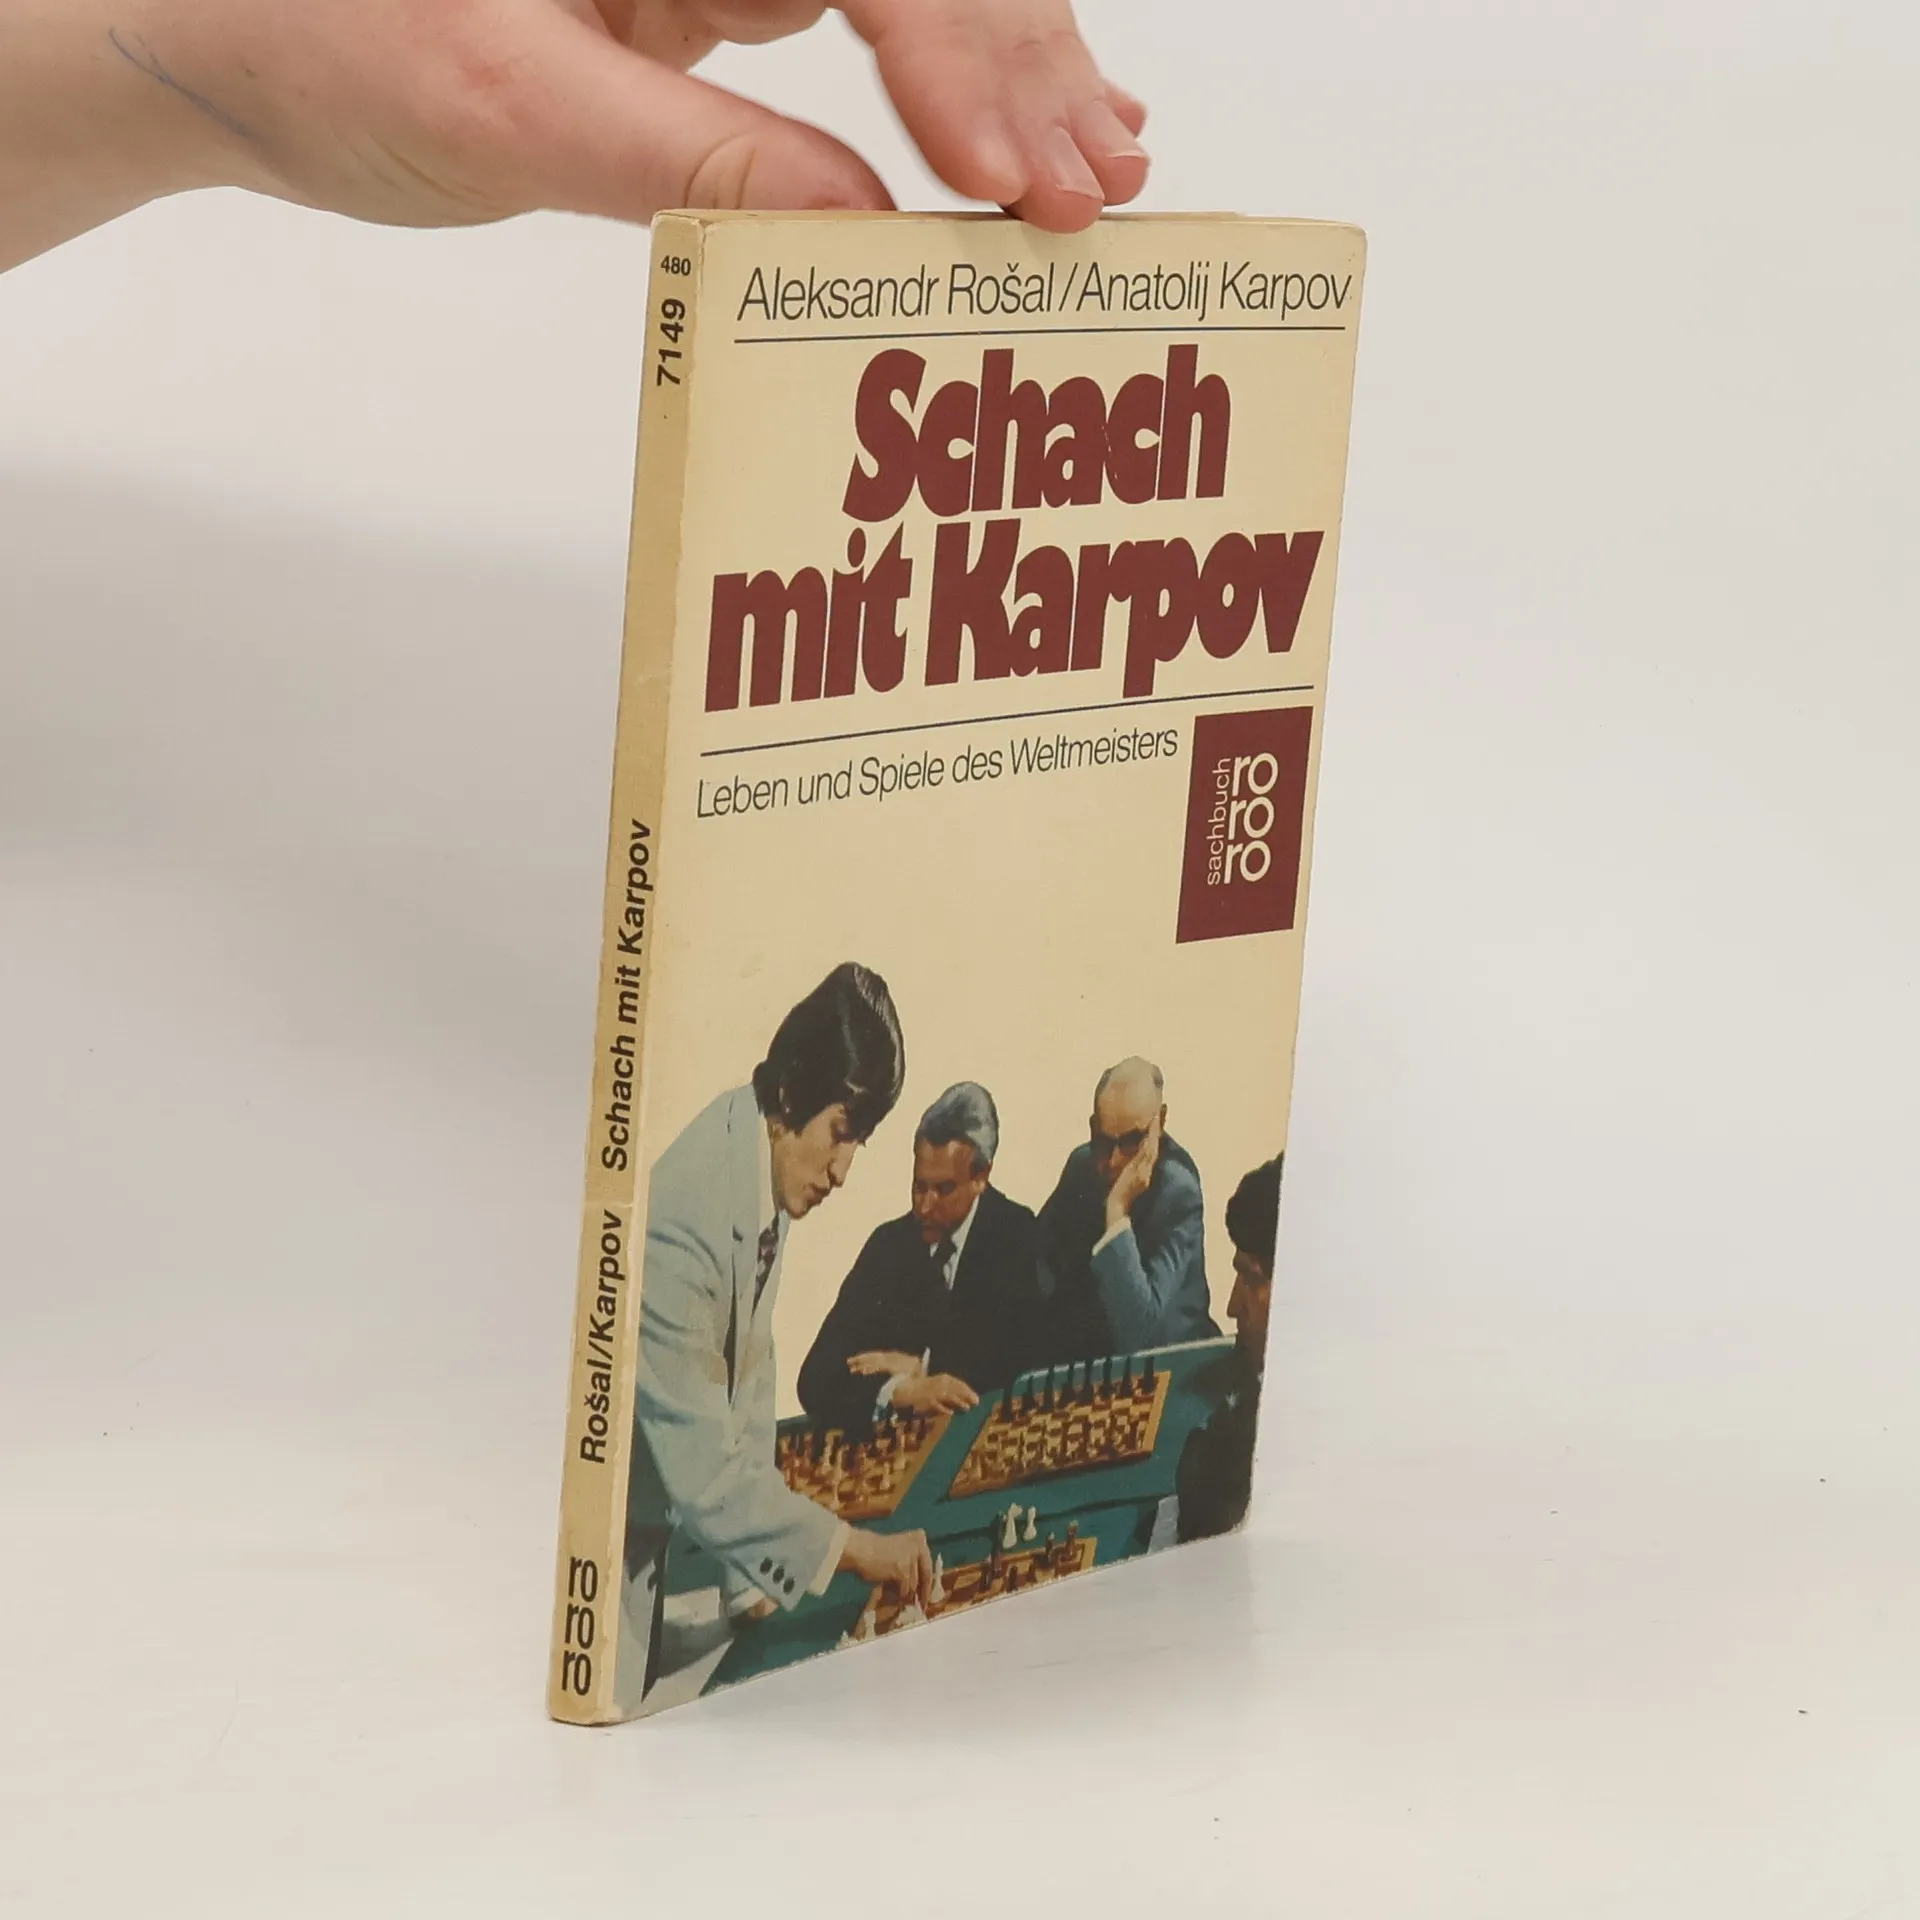 480
7149
Aleksandr Rošal/Anatolij Karpov
Schach
mit Karpov
Leben und Spiele des Weltmeisters
sachbuch
ro
ro
ro
Rošal/Karpov Schach mit Karpov
ro
ro
ro